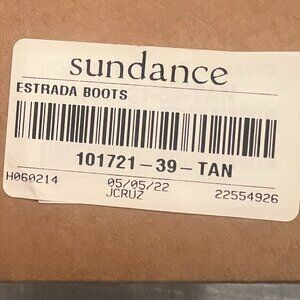 sundance
ESTRADA BOOTS
101721-39-TAN
H060214 05/05/22 22554926
JCRUZ